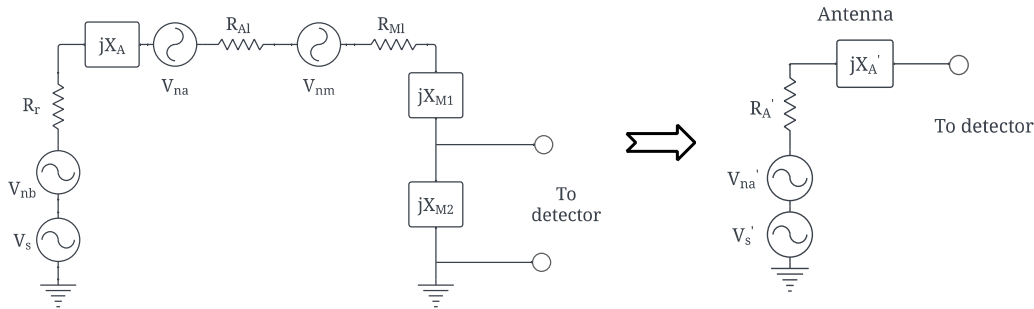 Antenna
jX_A
R_Al
R_Ml
V_na
V_nm
R_r
jX_M1
V_nb
jX_M2
V_s
To
detector
jX_A'
R_A'
To detector
V_na'
V_s'